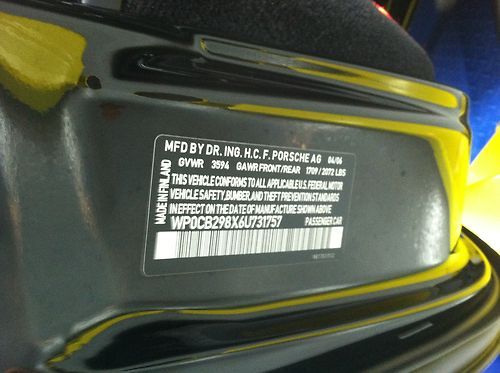 MFD BY DR. ING. H.C. F. PORSCHE AG 04/06
GVWR 3594 GAWR FRONT/REAR 1709 / 2072 LBS
THIS VEHICLE CONFORMS TO ALL APPLICABLE U.S. FEDERAL MOTOR
VEHICLE SAFETY, BUMPER, AND THEFT PREVENTION STANDARDS
IN EFFECT ON THE DATE OF MANUFACTURE SHOWN ABOVE
WP0CB298X6U731757 PASSENGER CAR
MADE IN FINLAND